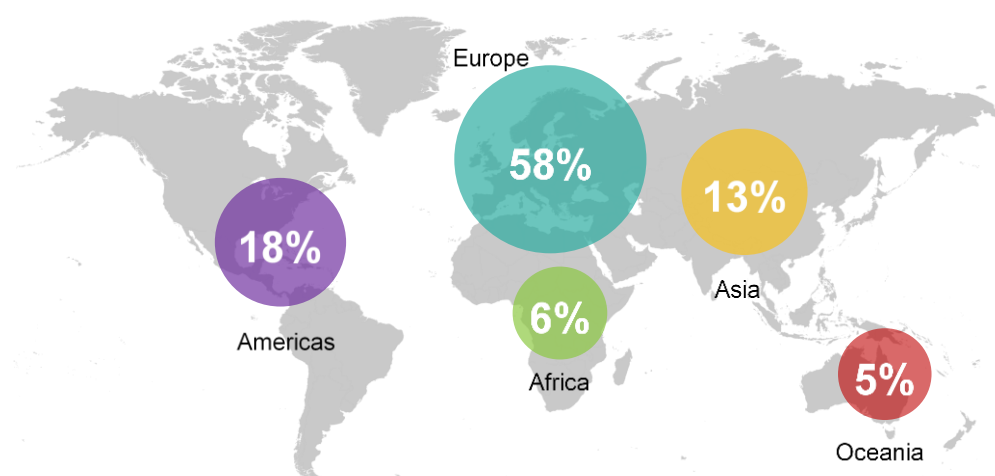 Europe
58%
13%
18%
Asia
6%
Americas
5%
Africa
Oceania